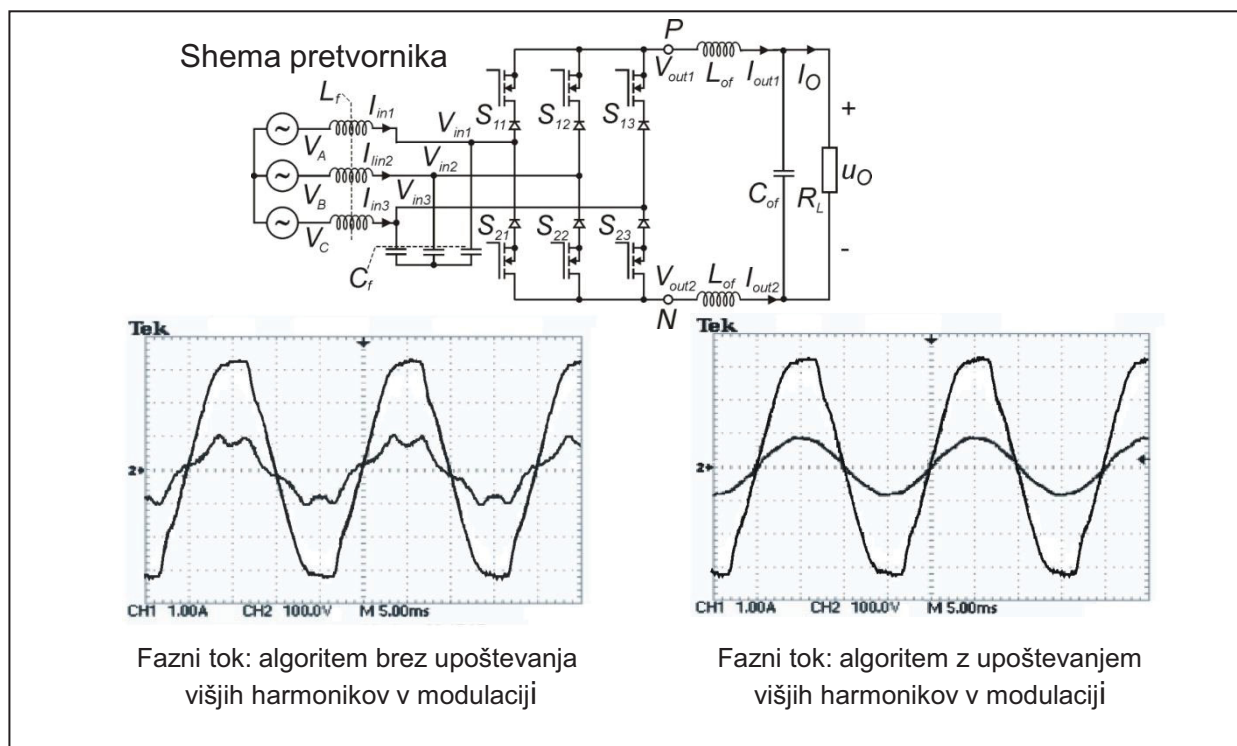 Shema pretvornika
P
V_out1
L_of
I_out1
I_O
L_f
I_in1
V_in1
S_11
S_12
S_13
+
V_A
I_Iin2
V_in2
V_B
I_in3
V_in3
C_of
R_L
u_O
V_C
S_21
S_22
S_23
C_f
V_out2
L_of
I_out2
-
N
Tek
2
CH1 1.00A CH2 100.0V M 5.00ms
Fazni tok: algoritem brez upoštevanja
višjih harmonikov v modulaciji
Tek
2
CH1 1.00A CH2 100.0V M 5.00ms
Fazni tok: algoritem z upoštevanjem
višjih harmonikov v modulaciji